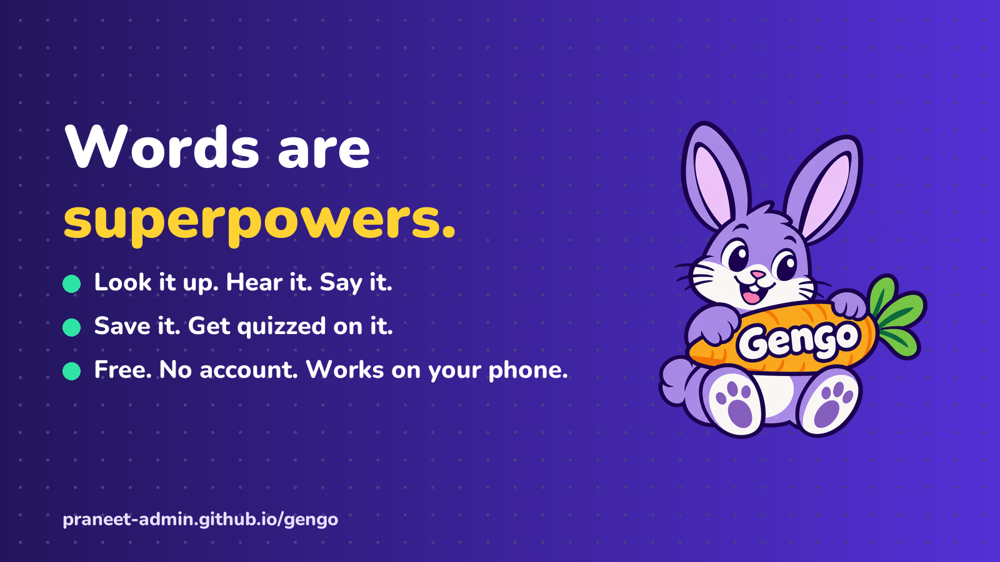 Words are
superpowers.
Look it up. Hear it. Say it.
Save it. Get quizzed on it.
Free. No account. Works on your phone.
Gengo
praneet-admin.github.io/gengo